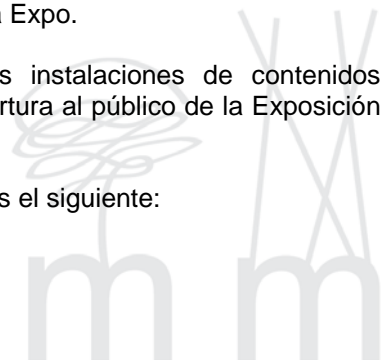 a Expo.
s instalaciones de contenidos
rtura al público de la Exposición
s el siguiente:
m m